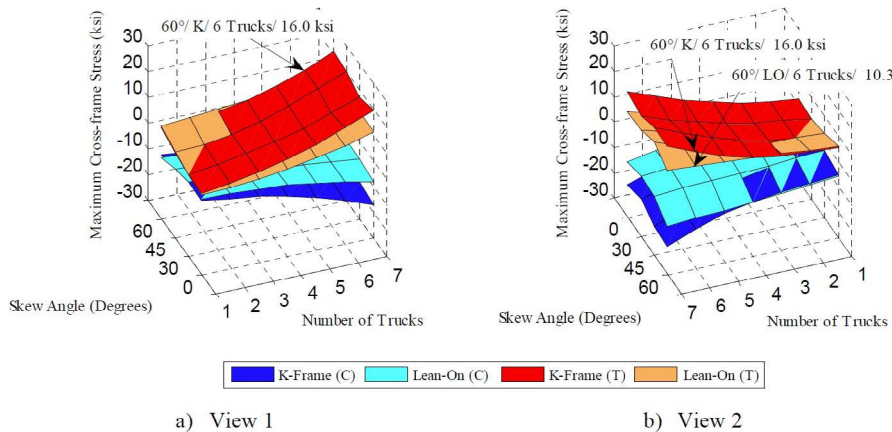 60°/ K/ 6 Trucks/ 16.0 ksi
Maximum Cross-frame Stress (ksi)
30
20
10
0
-10
-20
-30
60
45
30
0
Skew Angle (Degrees)
1 2 3 4 5 6 7
Number of Trucks
60°/ K/ 6 Trucks/ 16.0 ksi
60°/ LO/ 6 Trucks/ 10.3
Maximum Cross-frame Stress (ksi)
30
20
10
0
-10
-20
-30
0
30
45
60
Skew Angle (Degrees)
7 6 5 4 3 2 1
Number of Trucks
K-Frame (C) Lean-On (C) K-Frame (T) Lean-On (T)
a) View 1
b) View 2